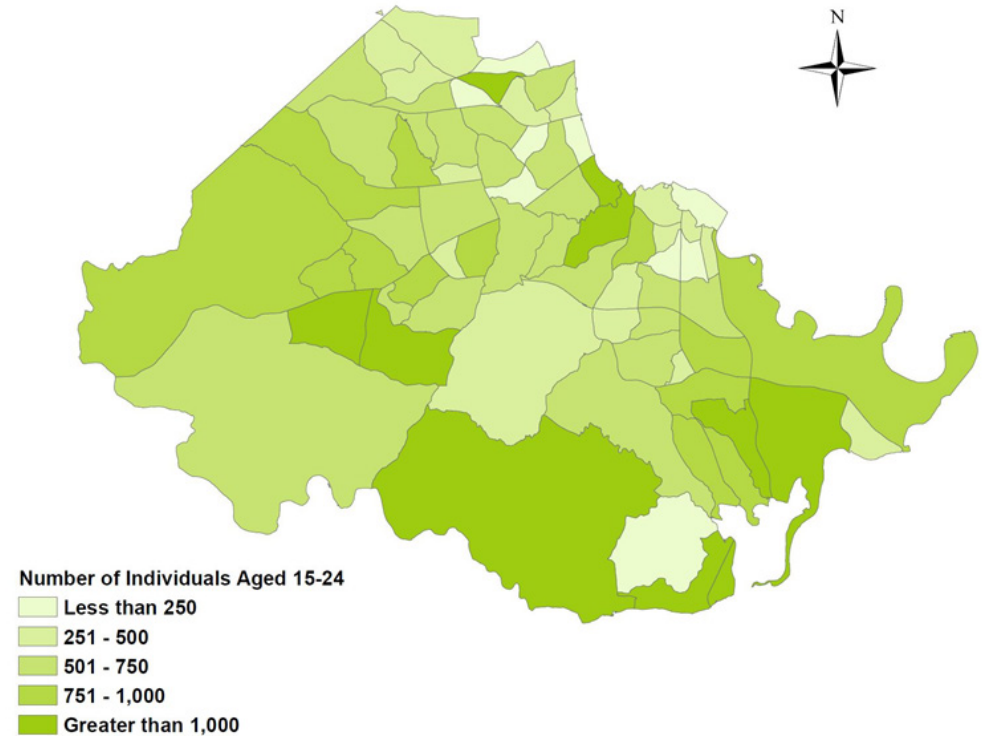 N
Number of Individuals Aged 15-24
Less than 250
251 - 500
501 - 750
751 - 1,000
Greater than 1,000